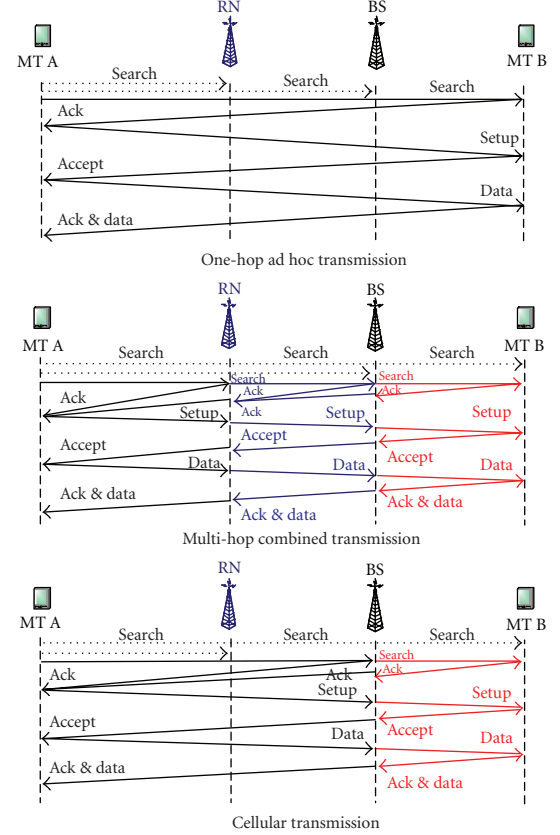 RN BS
MT A MT B
Search Search
Ack
Setup
Accept
Data
Ack & data
One-hop ad hoc transmission
RN BS
MT A MT B
Search Search Search
Search Search
Ack Ack Ack
Ack
Setup Setup Setup
Accept Accept Accept
Data Data Data
Ack & data Ack & data Ack & data
Multi-hop combined transmission
RN BS
MT A MT B
Search Search Search
Search
Ack Ack Ack
Setup Setup
Accept Accept
Data Data
Ack & data Ack & data
Cellular transmission